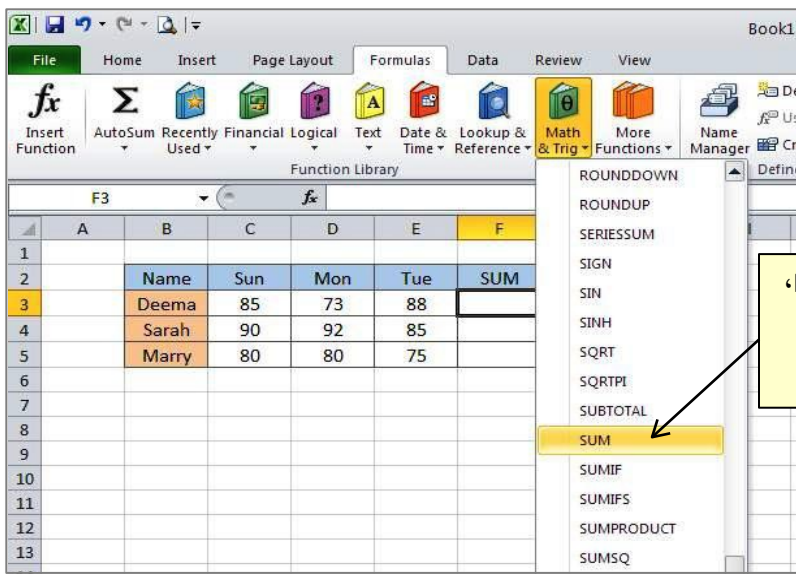 Book1
File Home Insert Page Layout Formulas Data Review View
Insert Function
AutoSum
Recently Used
Financial
Logical
Text
Date & Time
Lookup & Reference
Math & Trig
More Functions
Name Manager
Function Library
F3 fx
A B C D E F
1
2 Name Sun Mon Tue SUM
3 Deema 85 73 88
4 Sarah 90 92 85
5 Marry 80 80 75
6
7
8
9
10
11
12
13
ROUNDDOWN
ROUNDUP
SERIESSUM
SIGN
SIN
SINH
SQRT
SQRTPI
SUBTOTAL
SUM
SUMIF
SUMIFS
SUMPRODUCT
SUMSQ